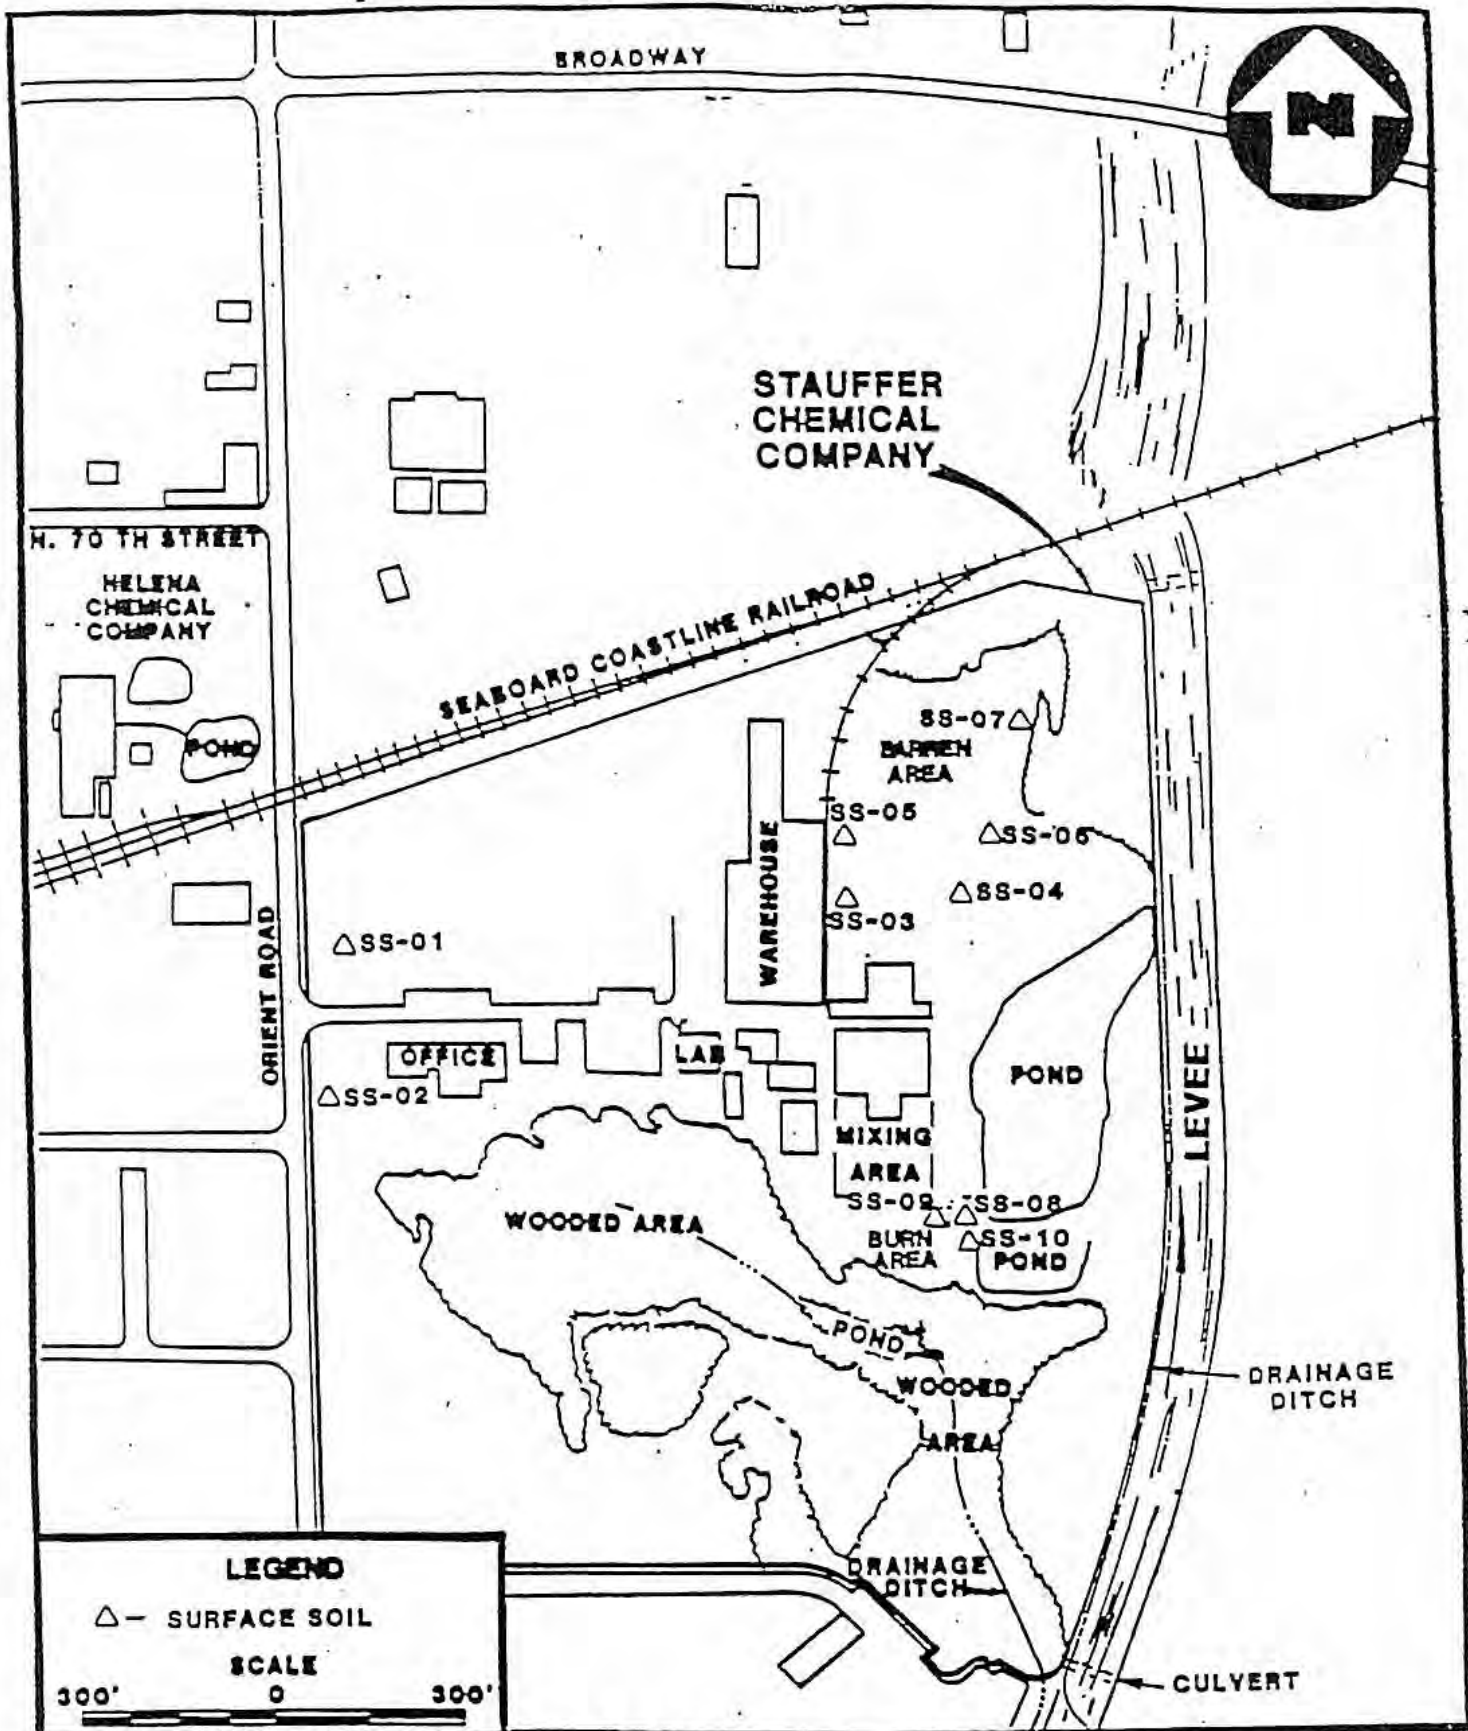 BROADWAY
N
STAUFFER
CHEMICAL
COMPANY
H. 70 TH STREET
HELENA
CHEMICAL
COMPANY
POND
SEABOARD COASTLINE RAILROAD
SS-07
BARREN
AREA
SS-05
SS-06
SS-04
SS-03
WAREHOUSE
SS-01
ORIENT ROAD
OFFICE
LAB
SS-02
POND
LEVEE
MIXING
AREA
SS-09
SS-08
SS-10
BURN
AREA
POND
WOODED AREA
POND
WOODED
AREA
DRAINAGE
DITCH
DRAINAGE
DITCH
CULVERT
LEGEND
△ – SURFACE SOIL
SCALE
300' 0 300'